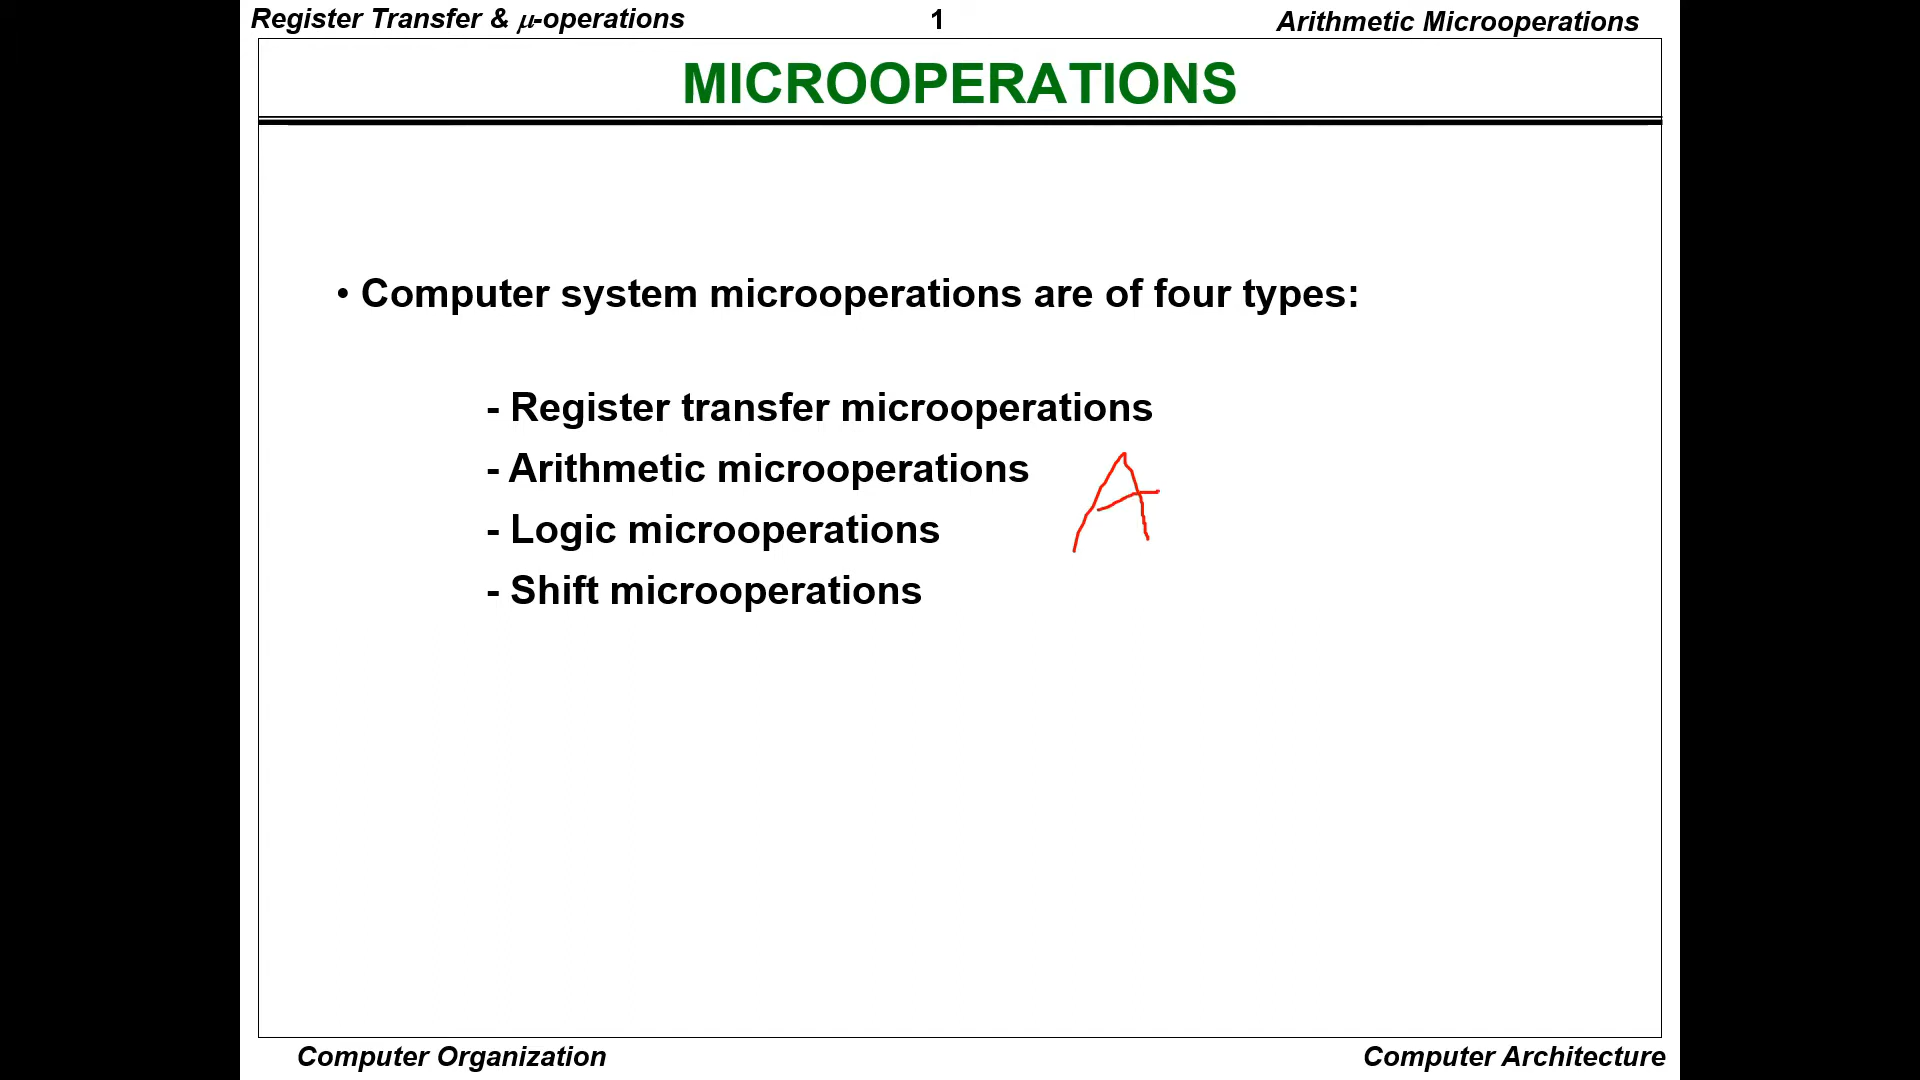 Register Transfer & μ-operations 1 Arithmetic Microoperations
MICROOPERATIONS
• Computer system microoperations are of four types:
- Register transfer microoperations
- Arithmetic microoperations
A
- Logic microoperations
- Shift microoperations
Computer Organization Computer Architecture